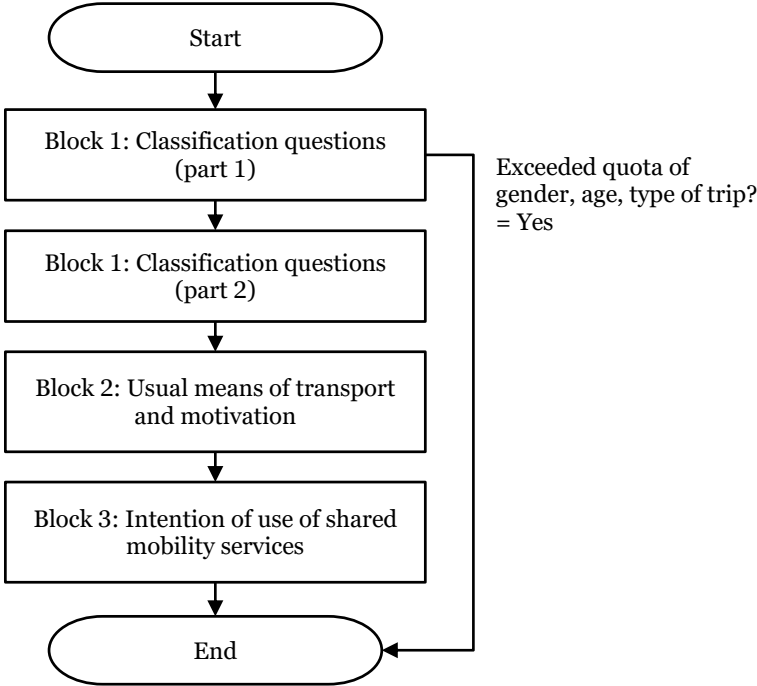 Start
Block 1: Classification questions
(part 1)
Exceeded quota of
gender, age, type of trip?
= Yes
Block 1: Classification questions
(part 2)
Block 2: Usual means of transport
and motivation
Block 3: Intention of use of shared
mobility services
End